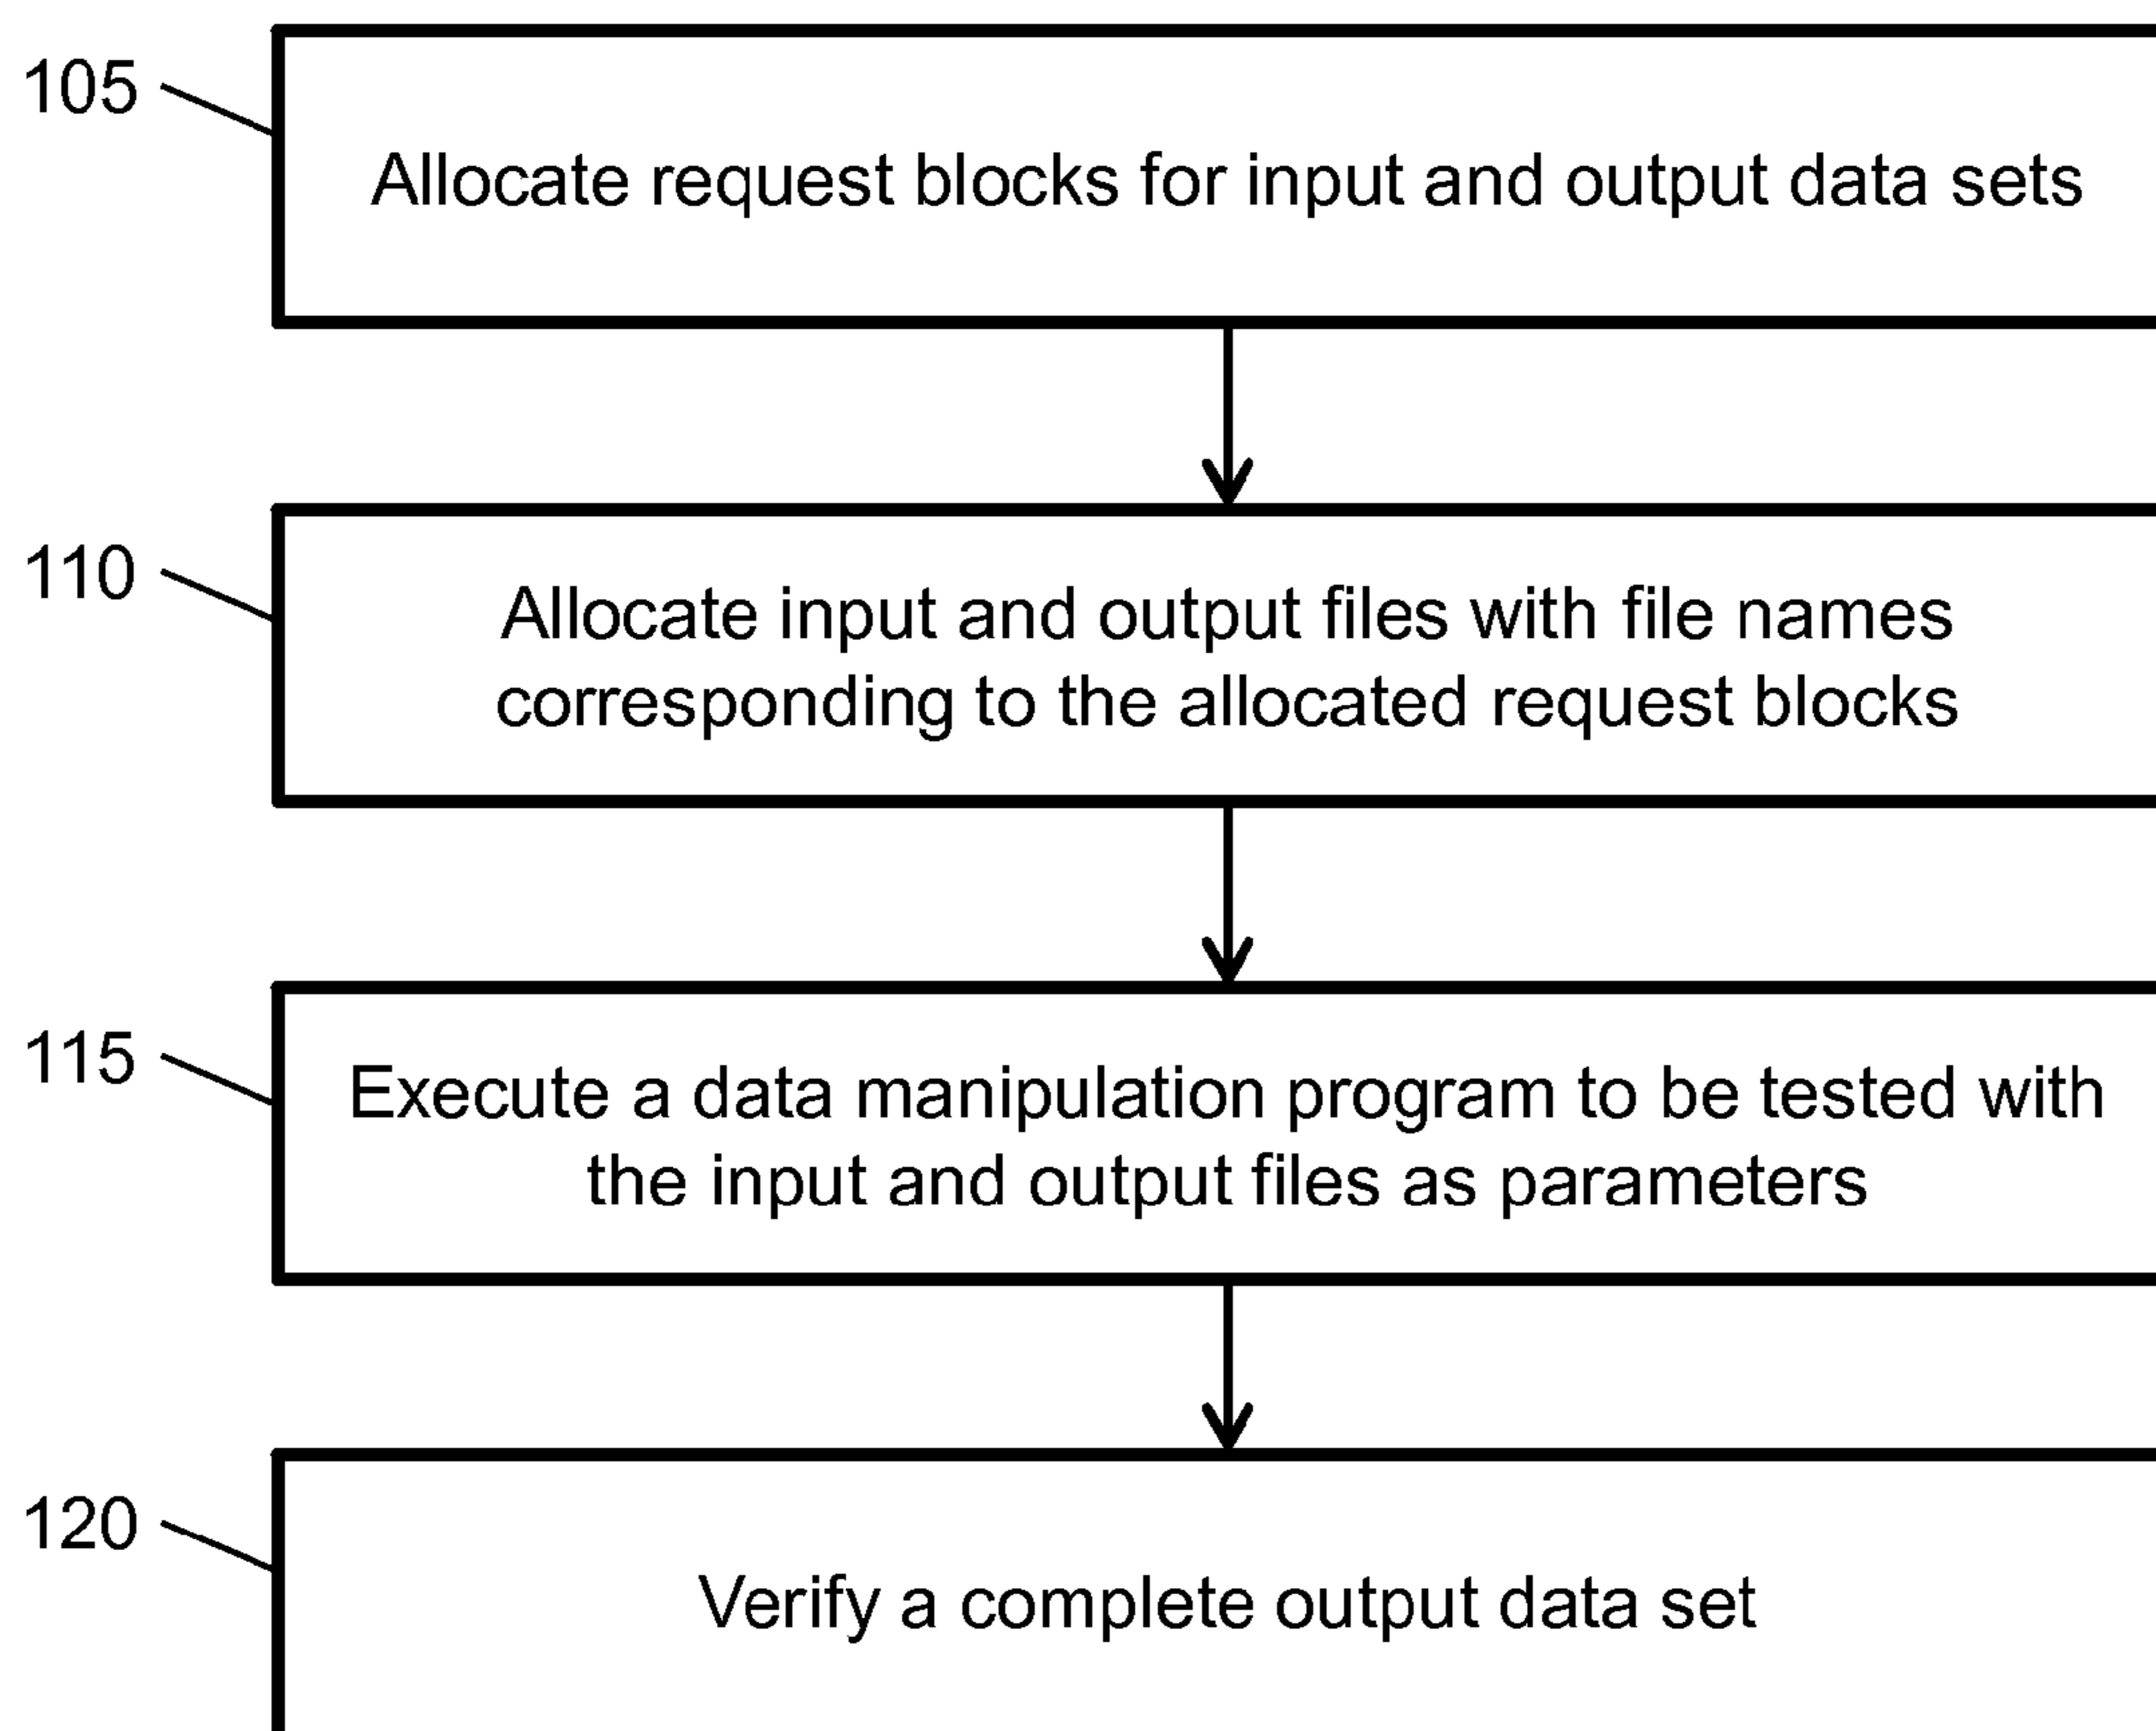 105
Allocate request blocks for input and output data sets
110
Allocate input and output files with file names
corresponding to the allocated request blocks
115
Execute a data manipulation program to be tested with
the input and output files as parameters
120
Verify a complete output data set